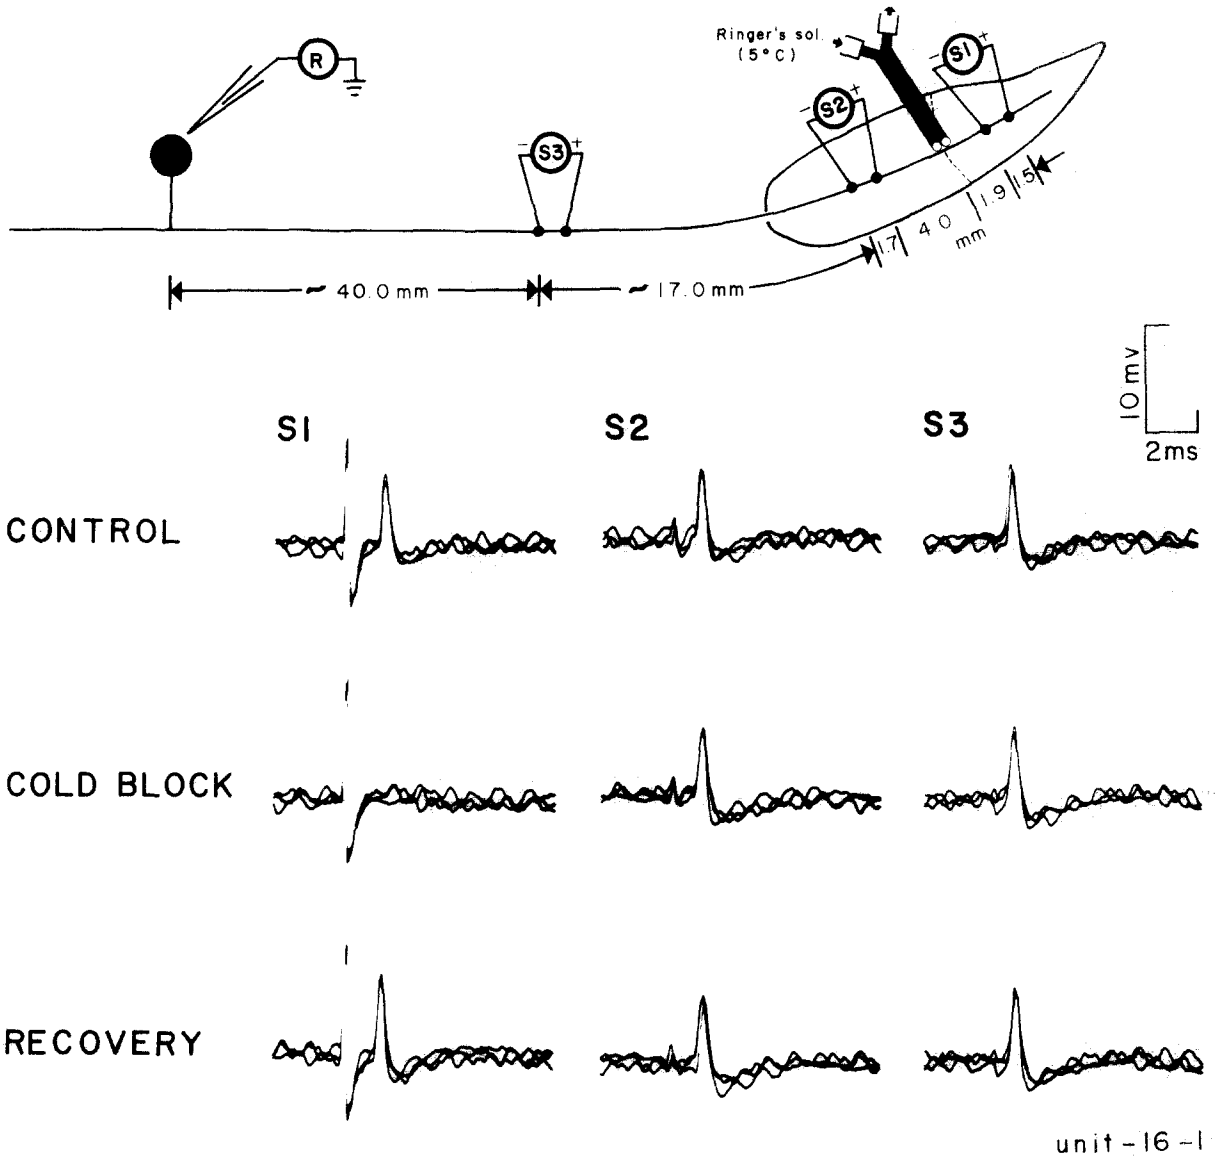 Ringer's sol.
(5°C)
R
- S3 +
- S2 +
- S1 +
~ 40.0 mm
~ 17.0 mm
1.7
4.0
mm
1.9
1.5
10 mv
2ms
S1 S2 S3
CONTROL
COLD BLOCK
RECOVERY
unit-16-1